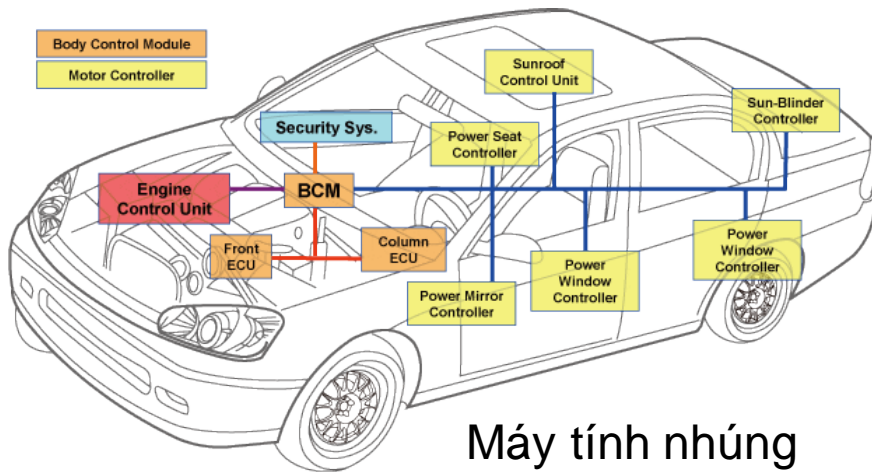 Body Control Module
Motor Controller
Sunroof
Control Unit
Sun-Blinder
Controller
Security Sys.
Power Seat
Controller
Engine
Control Unit
BCM
Front
ECU
Column
ECU
Power Mirror
Controller
Power
Window
Controller
Power
Window
Controller
Máy tính nhúng